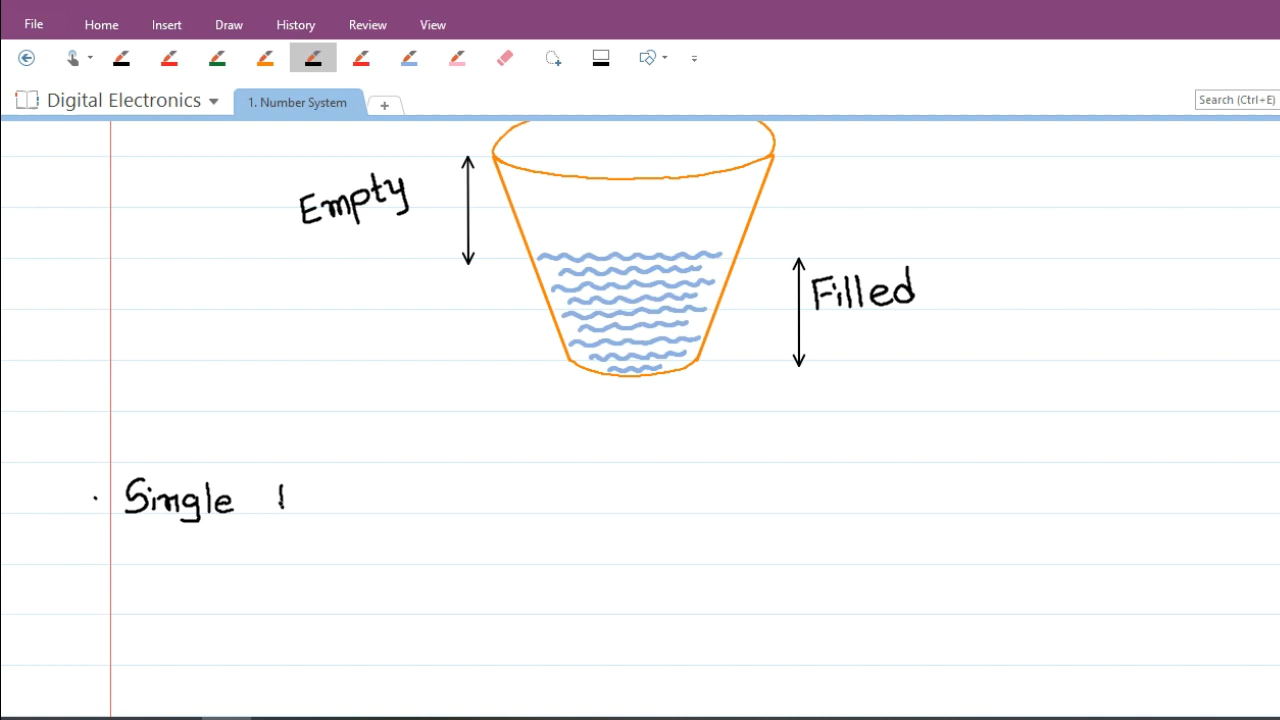 File Home Insert Draw History Review View
Digital Electronics 1. Number System + Search (Ctrl+E)
Empty
Filled
Single